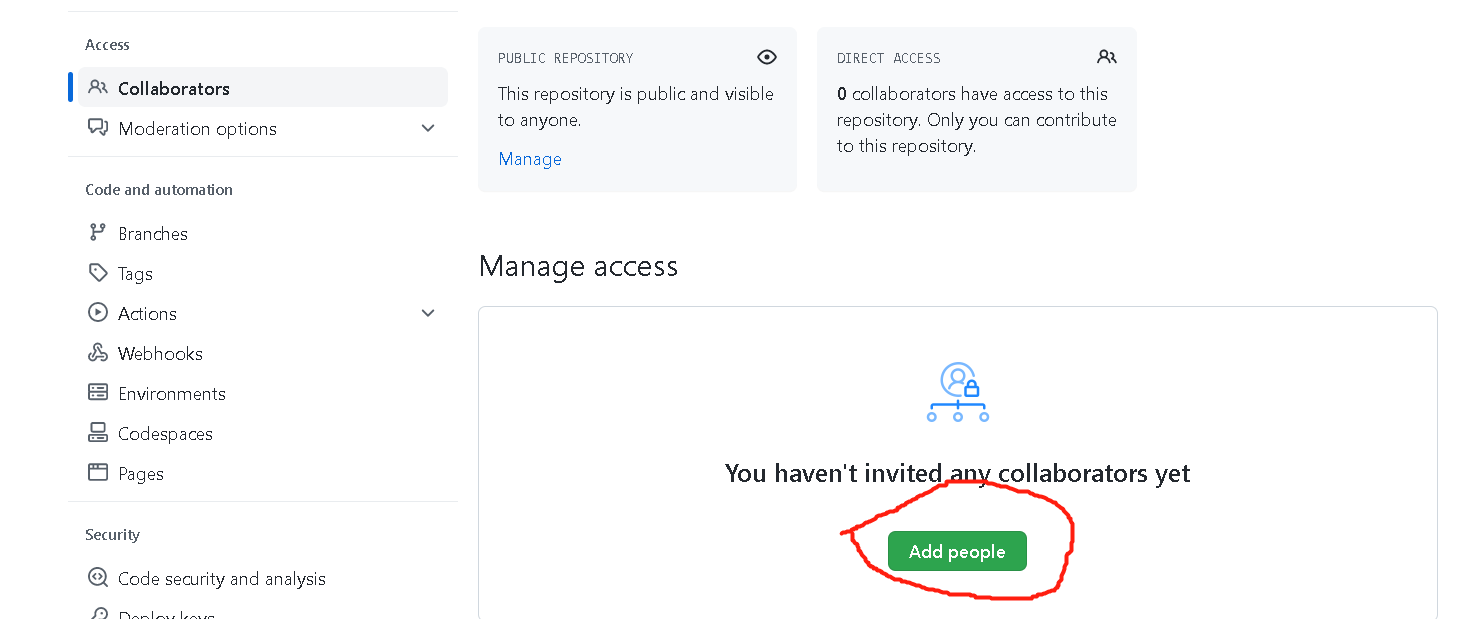 Access
Collaborators
Moderation options
Code and automation
Branches
Tags
Actions
Webhooks
Environments
Codespaces
Pages
Security
Code security and analysis
Deploy keys
PUBLIC REPOSITORY
This repository is public and visible
to anyone.
Manage
DIRECT ACCESS
0 collaborators have access to this
repository. Only you can contribute
to this repository.
Manage access
You haven't invited any collaborators yet
Add people